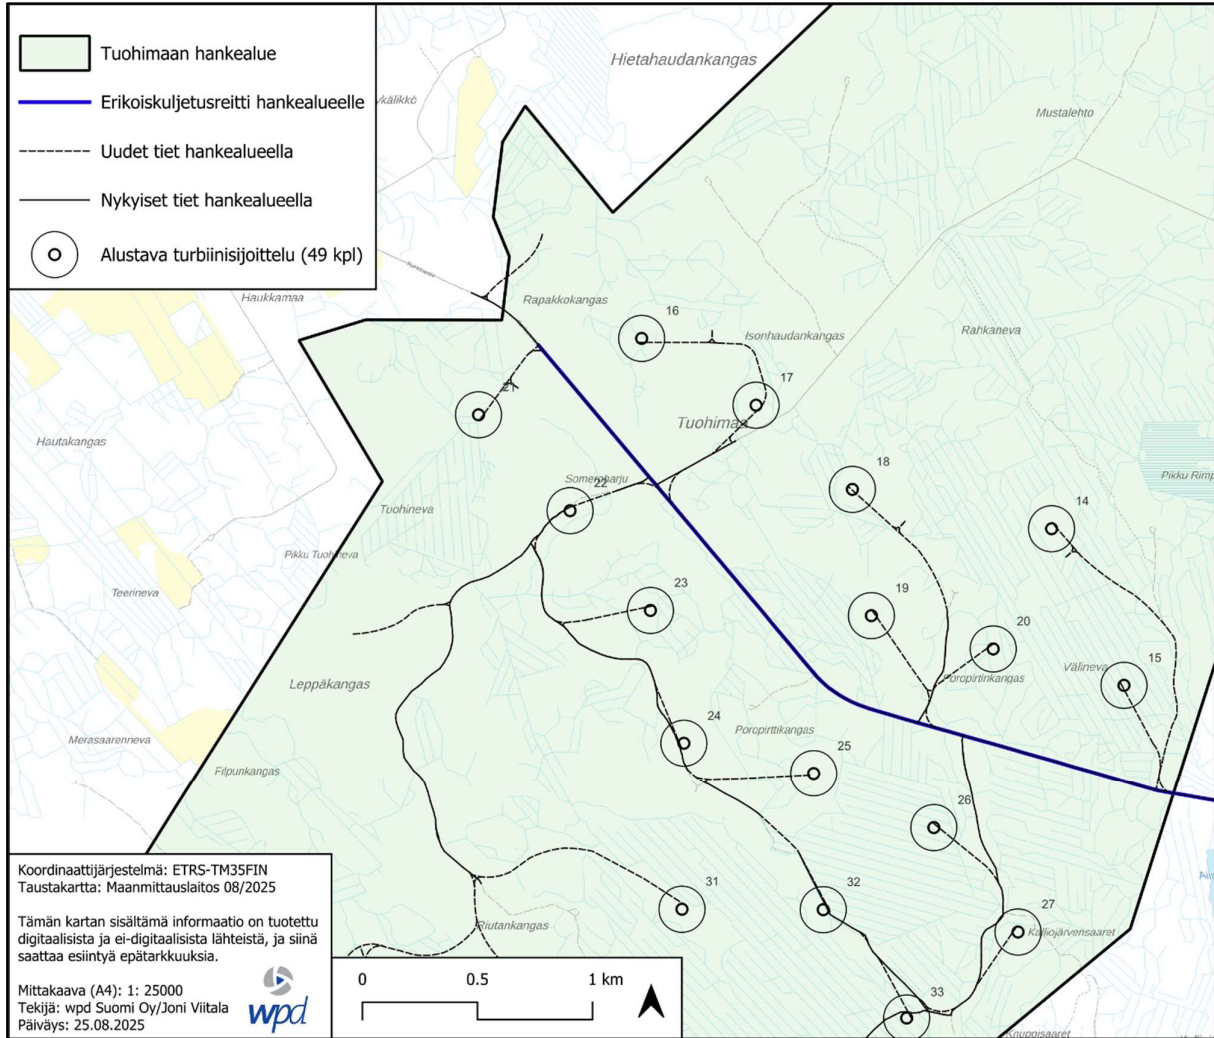 Tuohimaan hankealue
Erikoiskuljetusreitti hankealueelle
Uudet tiet hankealueella
Nykyiset tiet hankealueella
Alustava turbiinisijoittelu (49 kpl)
Hietahaudankangas
Mustalehto
Haukkamaa
Rapakkokangas
16
Isonhaudankangas
Rahkaneva
21
17
Tuohimaa
Hautakangas
18
Pikku
Someroharju
22
Tuohineva
14
Pikku Tuohineva
Teerineva
23
19
20
Välineva
15
Poropirtinkangas
Leppäkangas
24
Poropirttikangas
Merasaarenneva
25
Filpunkangas
26
31
32
27
Riutankangas
Kalliojärvensaaret
33
Knuppisaaret
Koordinaattijärjestelmä: ETRS-TM35FIN
Taustakartta: Maanmittauslaitos 08/2025
Tämän kartan sisältämä informaatio on tuotettu
digitaalisista ja ei-digitaalisista lähteistä, ja siinä
saattaa esiintyä epätarkkuuksia.
Mittakaava (A4): 1: 25000
Tekijä: wpd Suomi Oy/Joni Viitala
Päiväys: 25.08.2025
wpd
0 0.5 1 km